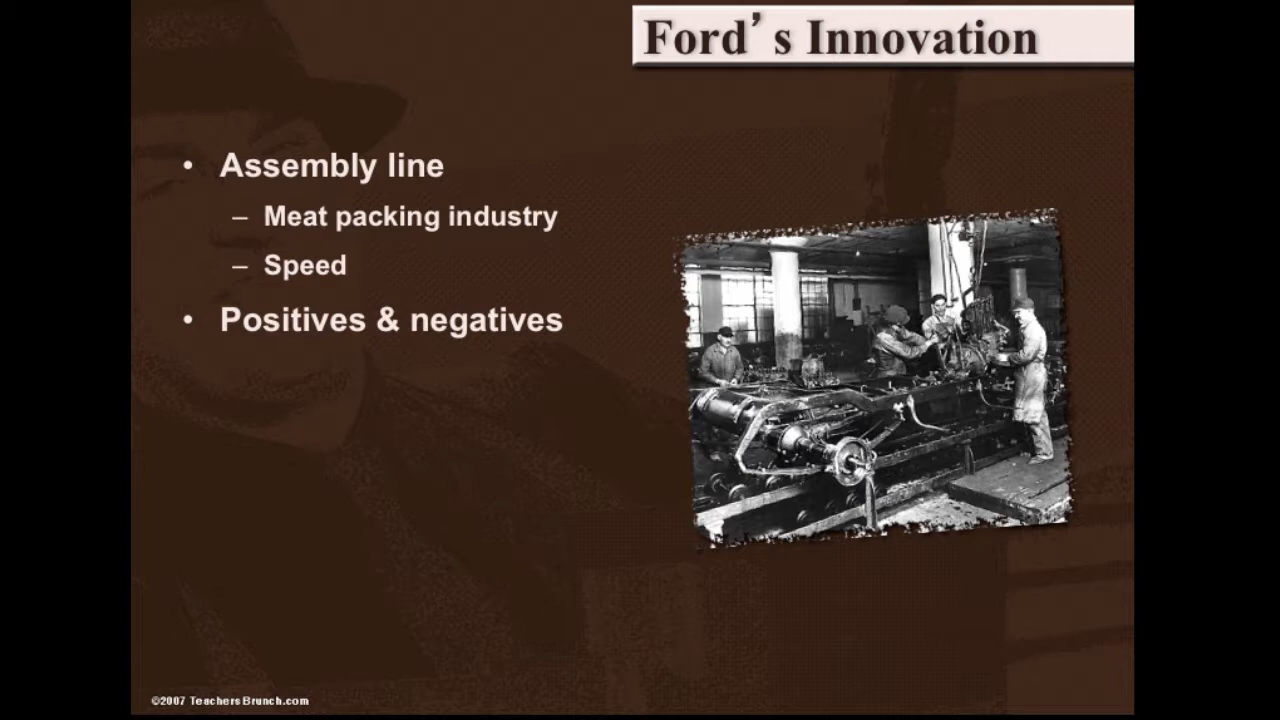 Ford’s Innovation
• Assembly line
– Meat packing industry
– Speed
• Positives & negatives
©2007 TeachersBrunch.com